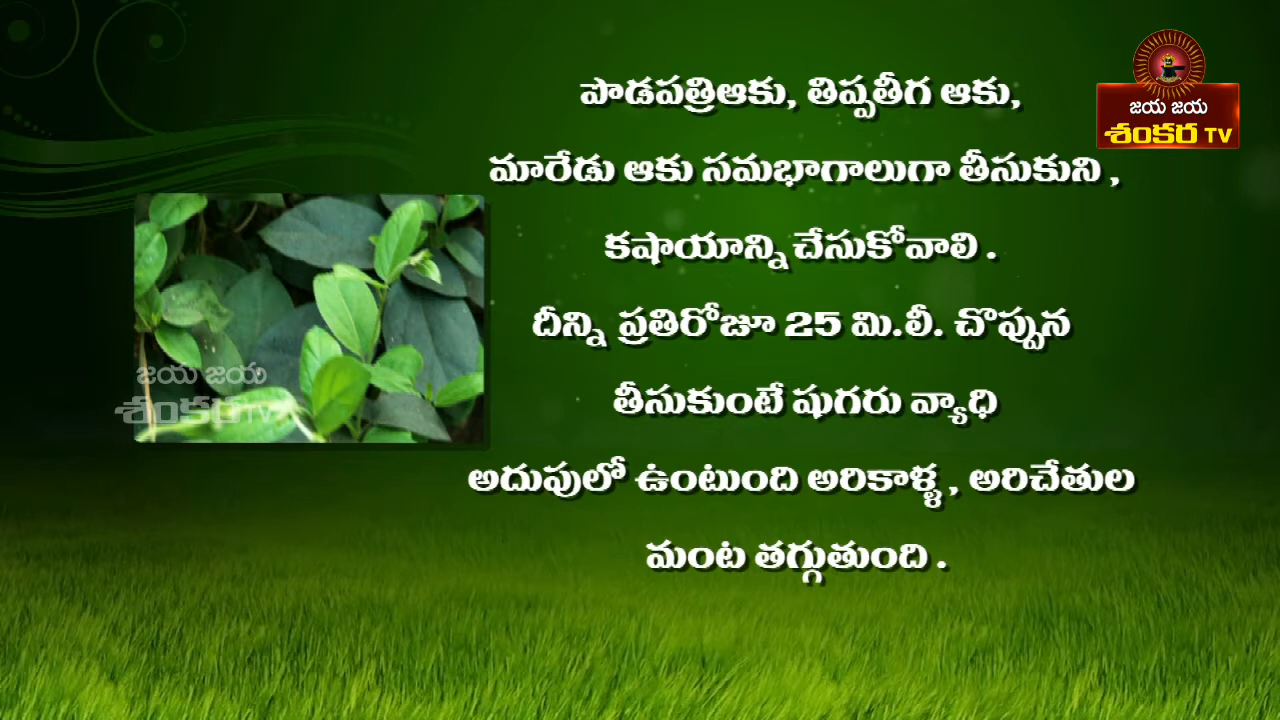 పొడపత్రిఆకు, తిప్పతీగ ఆకు,
మారేడు ఆకు సమభాగాలుగా తీసుకుని ,
కషాయాన్నిచేసుకోవాలి .
దీన్ని ప్రతిరోజూ 25 మి.లీ. చొప్పున
తీసుకుంటే షుగరు వ్యాధి
అదుపులో ఉంటుంది అరికాళ్ళ , అరిచేతుల
మంట తగ్గుతుంది .
జయ జయ
శంకర TV
జయ జయ
శంకర TV